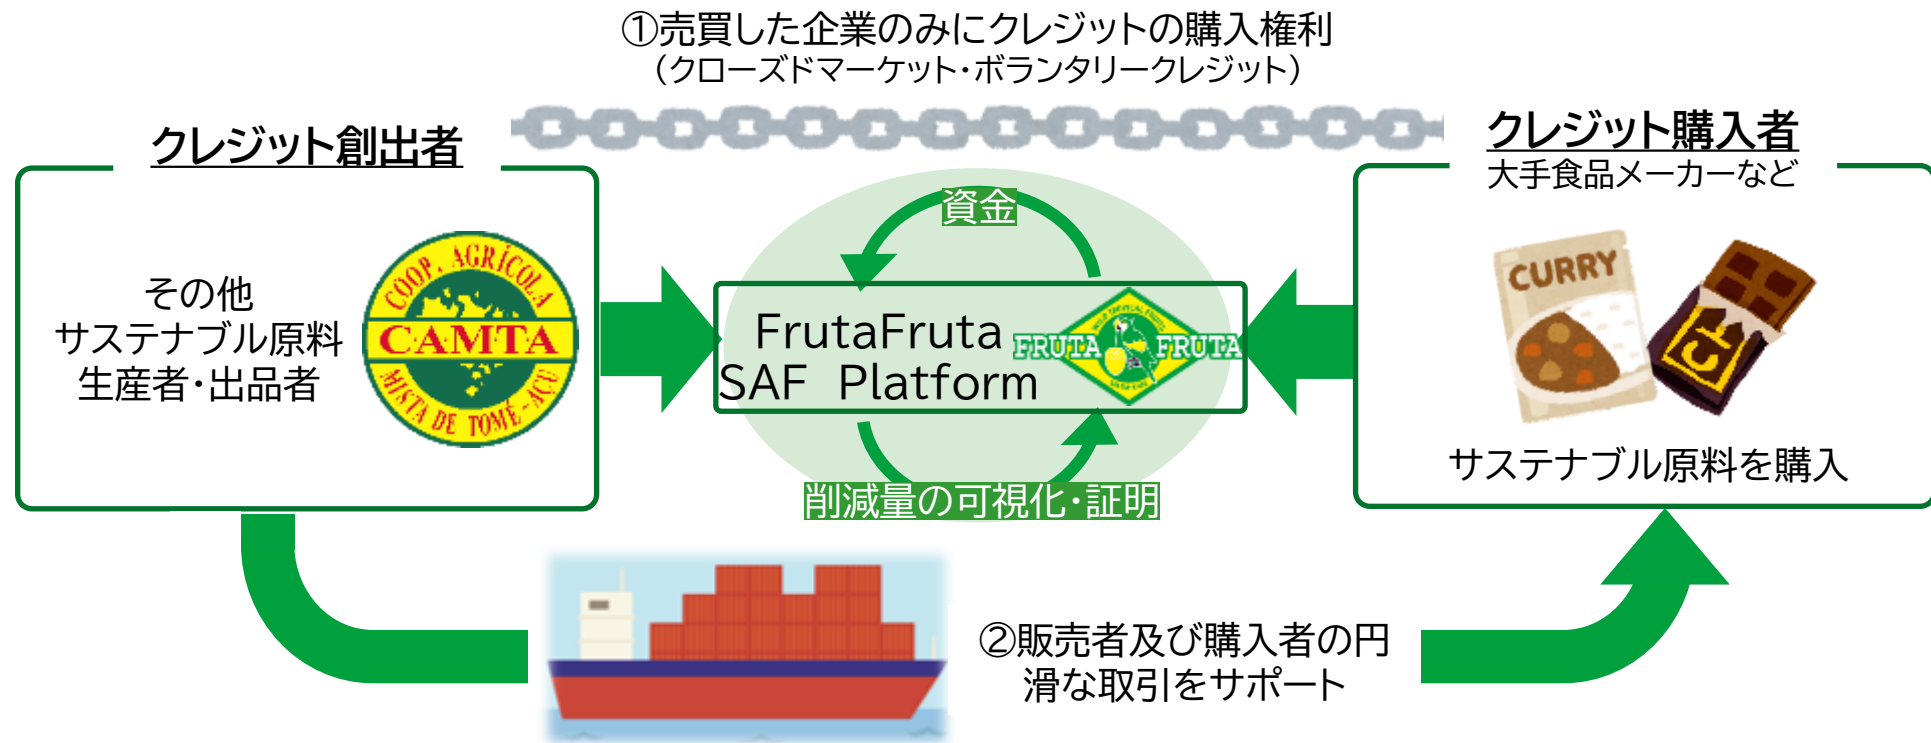 ①売買した企業のみにクレジットの購入権利
（クローズドマーケット・ボランタリークレジット）
クレジット創出者
クレジット購入者
大手食品メーカーなど
資金
その他
サステナブル原料
生産者・出品者
COOP. AGRÍCOLA
CAMTA
MISTA DE TOMÉ-AÇU
FrutaFruta
SAF Platform
FRUTA FRUTA
CURRY
サステナブル原料を購入
削減量の可視化・証明
②販売者及び購入者の円
滑な取引をサポート